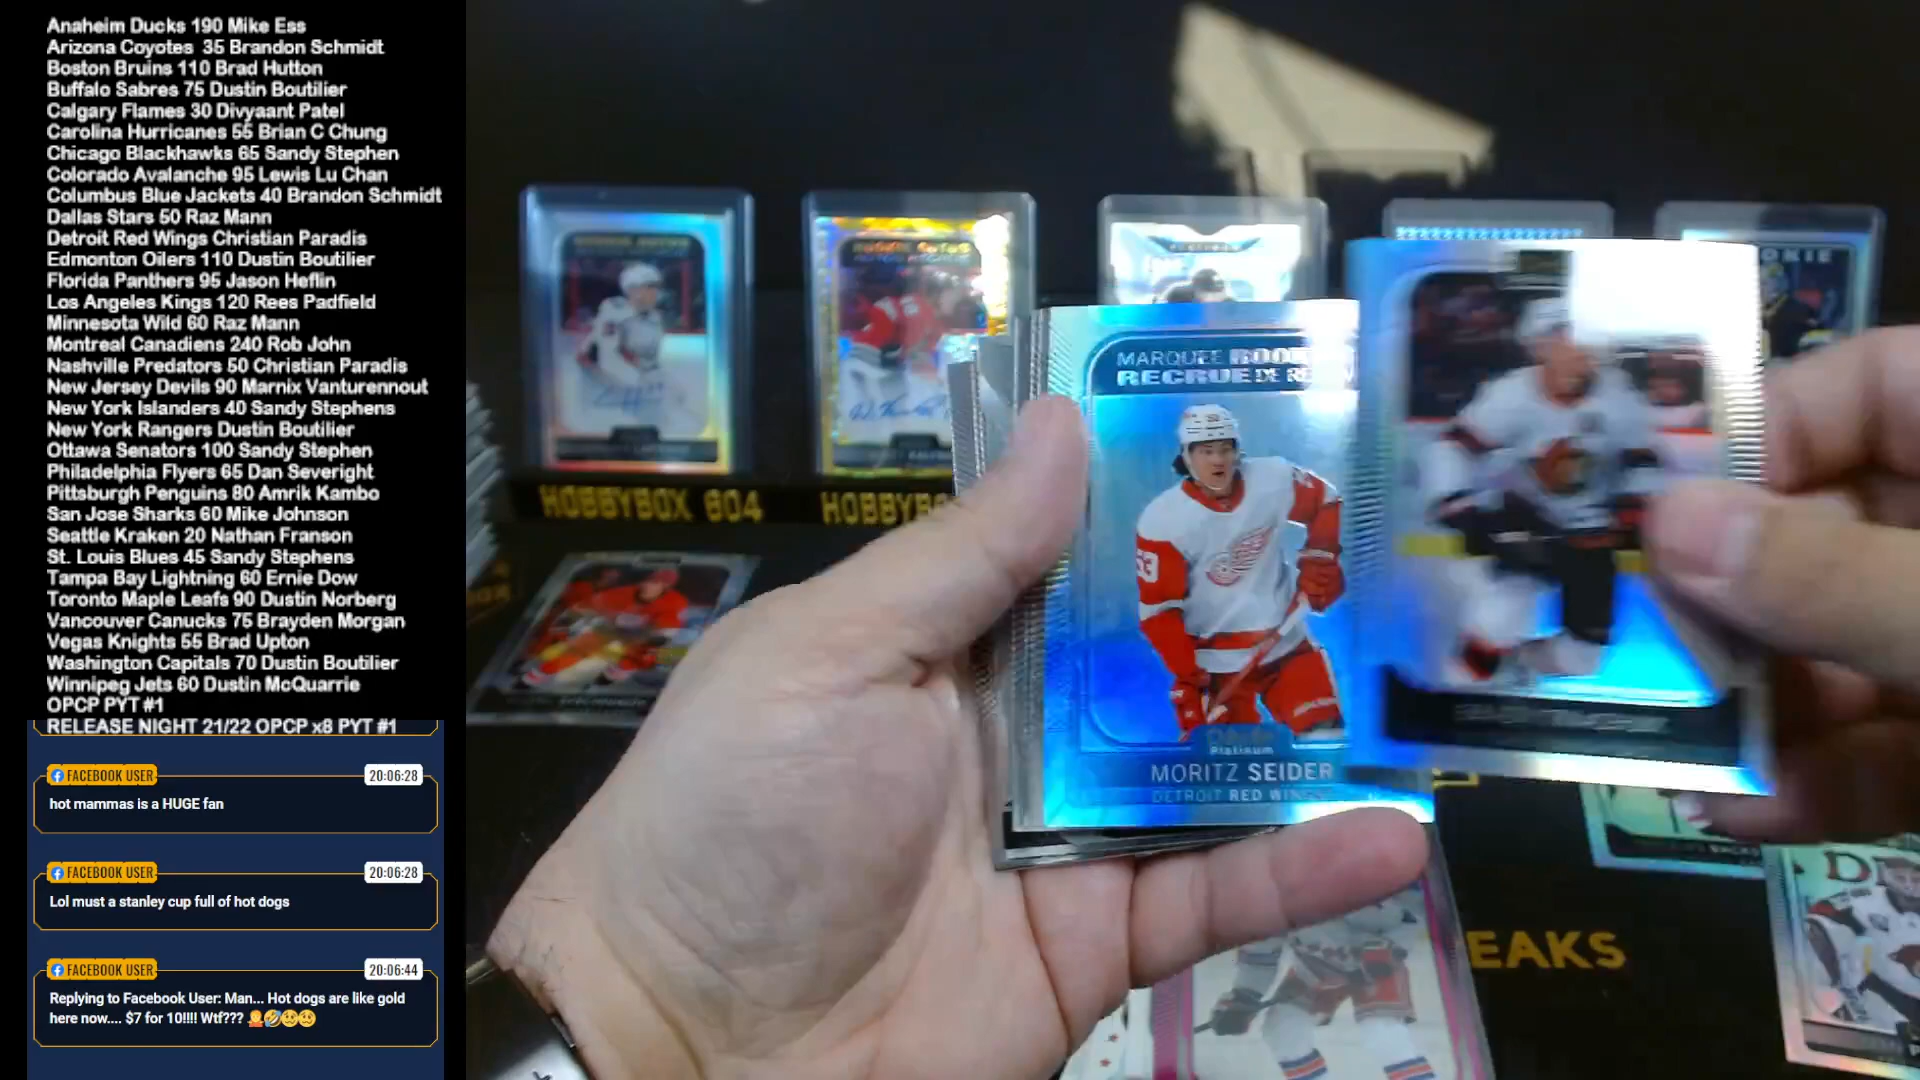 Anaheim Ducks 190 Mike Ess
Arizona Coyotes 35 Brandon Schmidt
Boston Bruins 110 Brad Hutton
Buffalo Sabres 75 Dustin Boutilier
Calgary Flames 30 Divyaant Patel
Carolina Hurricanes 55 Brian C Chung
Chicago Blackhawks 65 Sandy Stephen
Colorado Avalanche 95 Lewis Lu Chan
Columbus Blue Jackets 40 Brandon Schmidt
Dallas Stars 50 Raz Mann
Detroit Red Wings Christian Paradis
Edmonton Oilers 110 Dustin Boutilier
Florida Panthers 95 Jason Heflin
Los Angeles Kings 120 Rees Padfield
Minnesota Wild 60 Raz Mann
Montreal Canadiens 240 Rob John
Nashville Predators 50 Christian Paradis
New Jersey Devils 90 Marnix Vanturennout
New York Islanders 40 Sandy Stephens
New York Rangers Dustin Boutilier
Ottawa Senators 100 Sandy Stephen
Philadelphia Flyers 65 Dan Severight
Pittsburgh Penguins 80 Amrik Kambo
San Jose Sharks 60 Mike Johnson
Seattle Kraken 20 Nathan Franson
St. Louis Blues 45 Sandy Stephens
Tampa Bay Lightning 60 Ernie Dow
Toronto Maple Leafs 90 Dustin Norberg
Vancouver Canucks 75 Brayden Morgan
Vegas Knights 55 Brad Upton
Washington Capitals 70 Dustin Boutilier
Winnipeg Jets 60 Dustin McQuarrie
OPCP PYT #1
RELEASE NIGHT 21/22 OPCP x8 PYT #1
FACEBOOK USER 20:06:28
hot mammas is a HUGE fan
FACEBOOK USER 20:06:28
Lol must a stanley cup full of hot dogs
FACEBOOK USER 20:06:44
Replying to Facebook User: Man... Hot dogs are like gold
here now.... $7 for 10!!!! Wtf??? 🤦🤣🥴🥴
HOBBYBOX 604
MARQUEE
RECRUE DE
53
Platinum
MORITZ SEIDER
DETROIT RED
EAKS